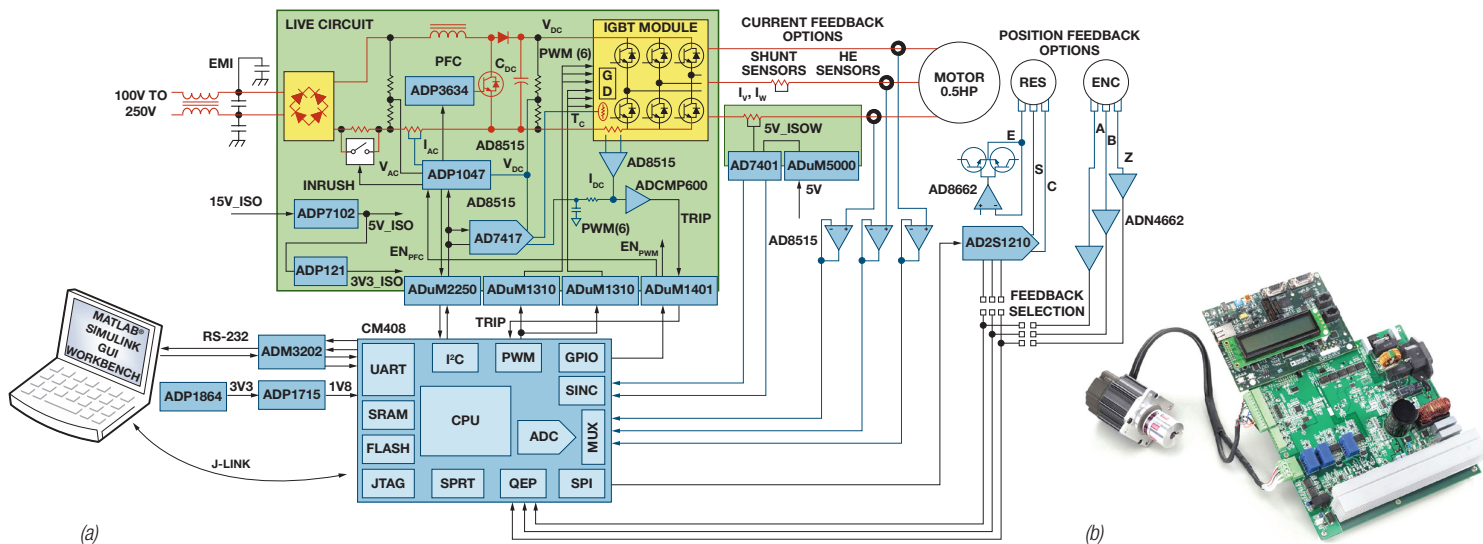 LIVE CIRCUIT
EMI
100V TO
250V
PFC
C_DC
V_DC
PWM (6)
IGBT MODULE
G
D
T_C
ADP3634
I_AC
AD8515
V_AC
V_DC
INRUSH
ADP1047
AD8515
AD8515
I_DC
ADCMP600
TRIP
PWM(6)
15V_ISO
ADP7102
5V_ISO
AD7417
EN_PFC
EN_PWM
ADP121
3V3_ISO
ADuM2250
ADuM1310
ADuM1310
ADuM1401
TRIP
CURRENT FEEDBACK
OPTIONS
SHUNT
SENSORS
HE
SENSORS
I_V, I_W
5V_ISOW
AD7401
ADuM5000
5V
AD8515
MOTOR
0.5HP
POSITION FEEDBACK
OPTIONS
RES
ENC
E
S
C
A
B
Z
AD8662
ADN4662
AD2S1210
FEEDBACK
SELECTION
MATLAB®
SIMULINK
GUI
WORKBENCH
RS-232
ADM3202
ADP1864
3V3
ADP1715
1V8
J-LINK
CM408
UART
I²C
PWM
GPIO
SINC
SRAM
CPU
FLASH
ADC
MUX
JTAG
SPRT
QEP
SPI
(a)
(b)